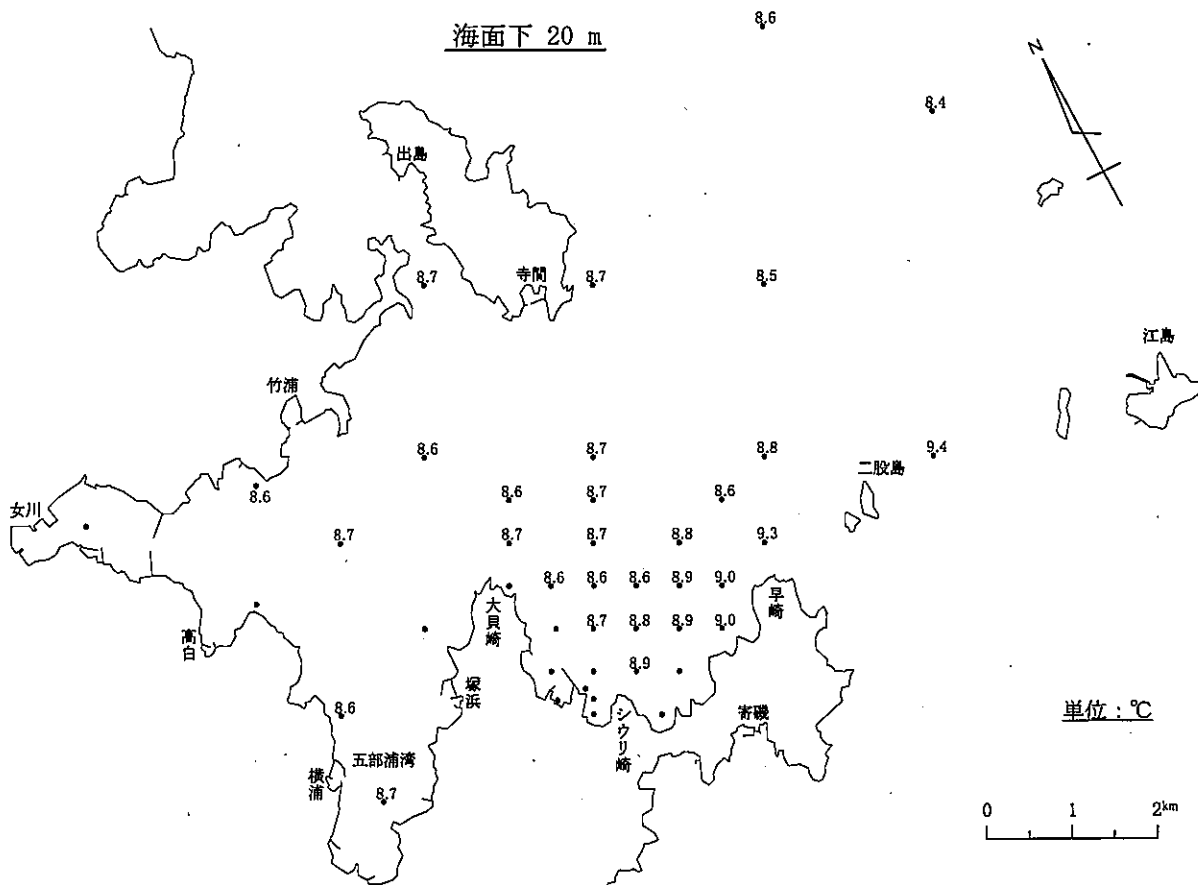 海面下 20 m
8.6
N
8.4
出島
寺間
8.7
8.7
8.5
江島
竹浦
8.6
8.7
8.8
9.4
二股島
女川
8.6
8.6
8.7
8.6
8.7
8.7
8.7
8.8
9.3
8.6
8.6
8.6
8.9
9.0
大貝崎
早崎
高白
8.7
8.8
8.9
9.0
8.9
塚浜
8.6
シウリ崎
寄磯
単位：℃
五部浦湾
横浦
8.7
0 1 2km